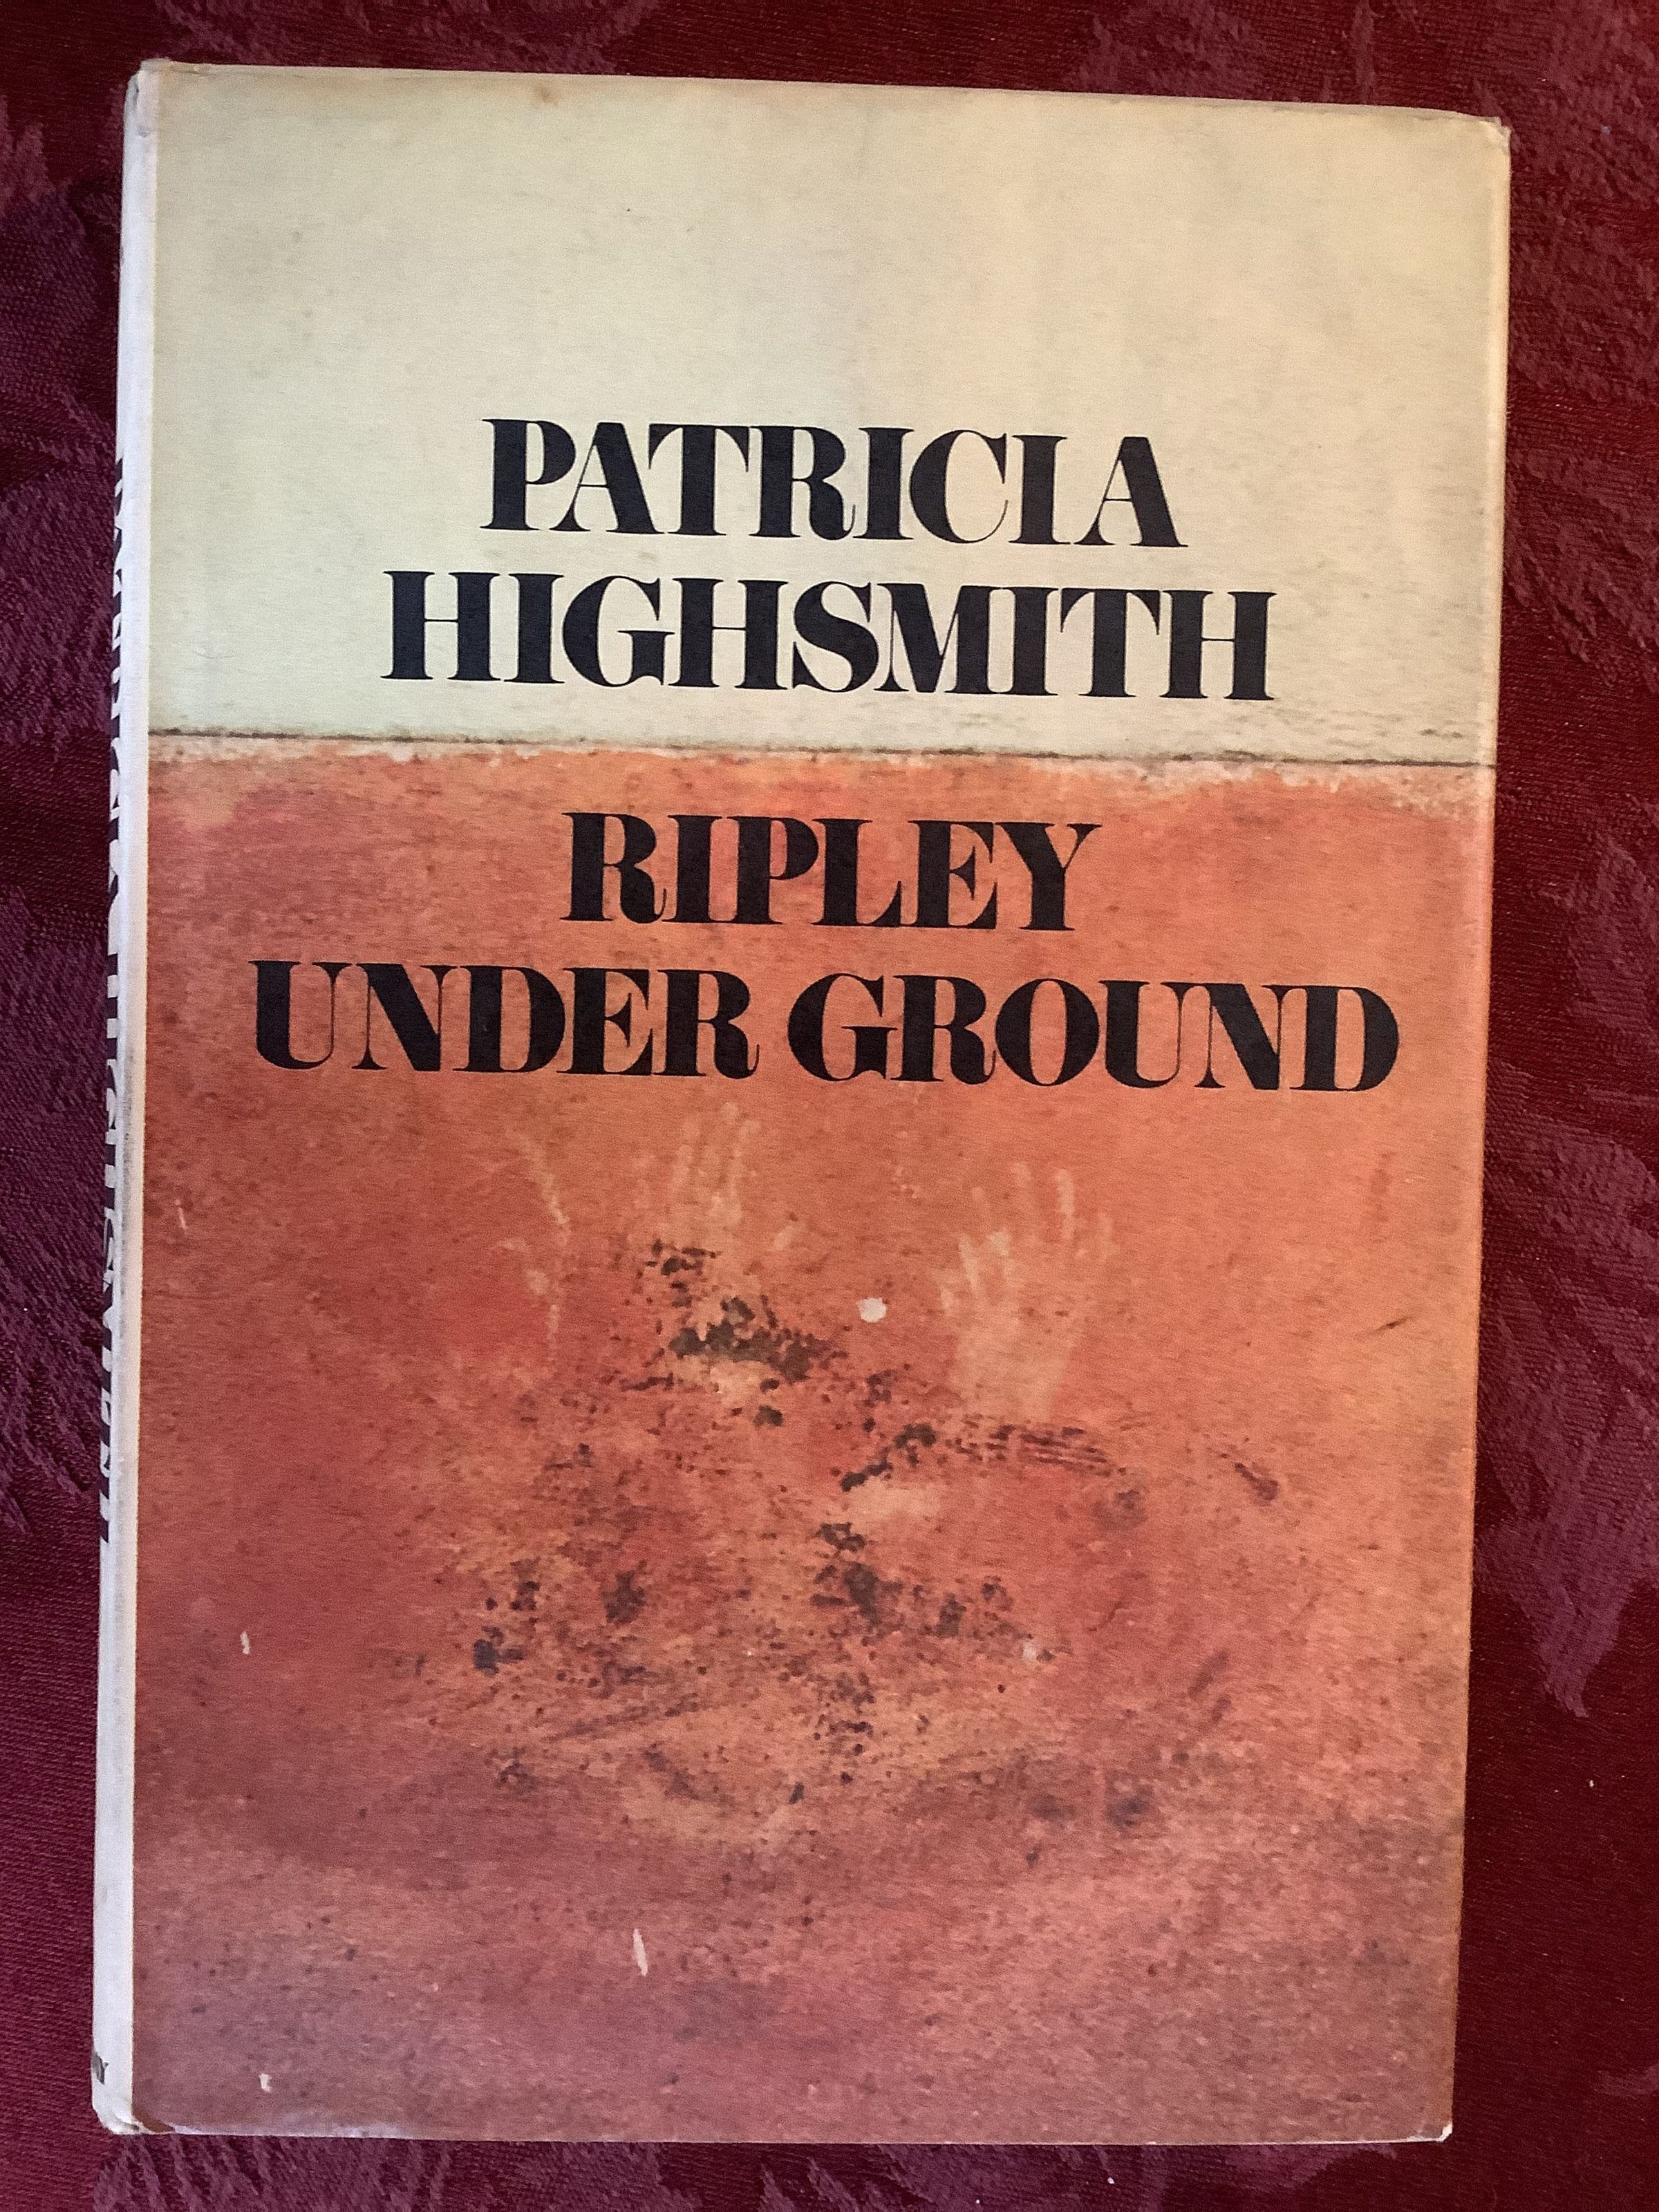 PATRICIA
HIGHSMITH
RIPLEY
UNDER GROUND